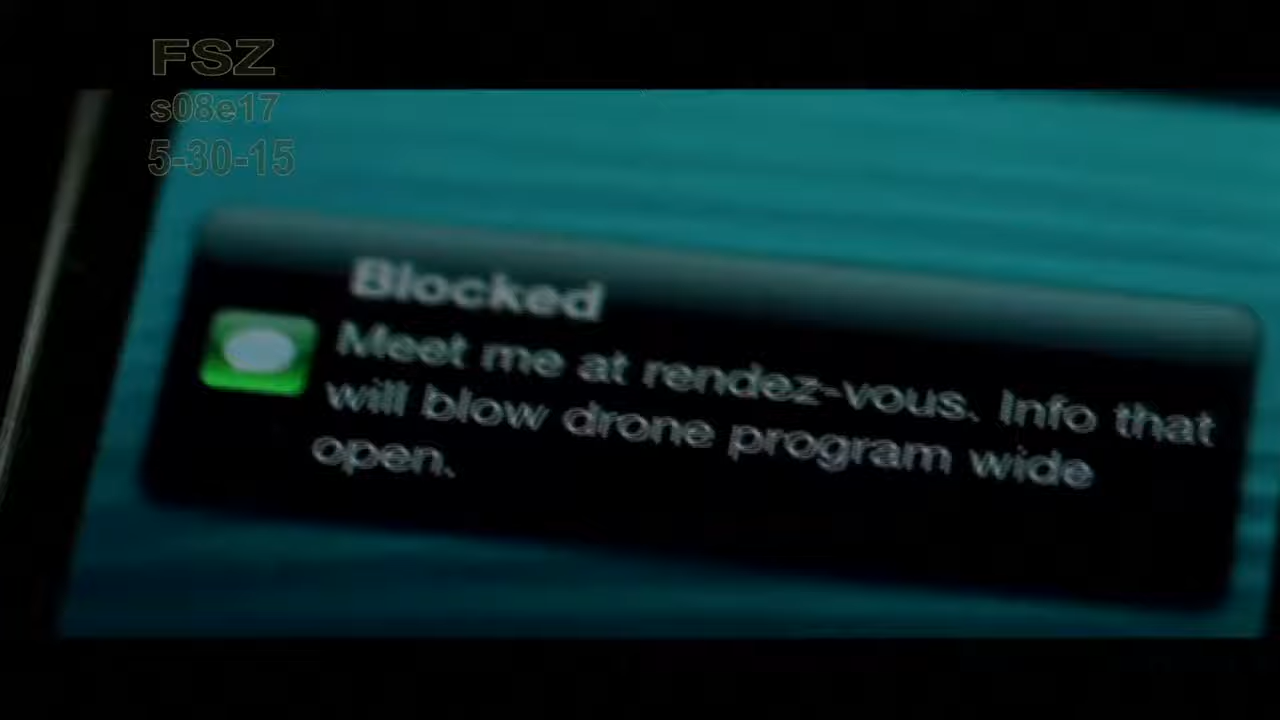 FSZ
s08e17
5-30-15
Blocked
Meet me at rendez-vous. Info that
will blow drone program wide
open.